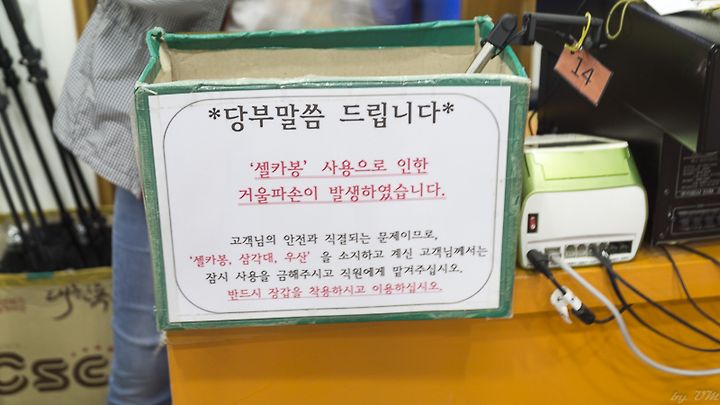 *당부말씀 드립니다*
‘셀카봉’ 사용으로 인한
거울파손이 발생하였습니다.
고객님의 안전과 직결되는 문제이므로,
‘셀카봉, 삼각대, 우산’ 을 소지하고 계신 고객님께서는
잠시 사용을 금해주시고 직원에게 맡겨주십시오.
반드시 장갑을 착용하시고 이용하십시오.
14
by. VM